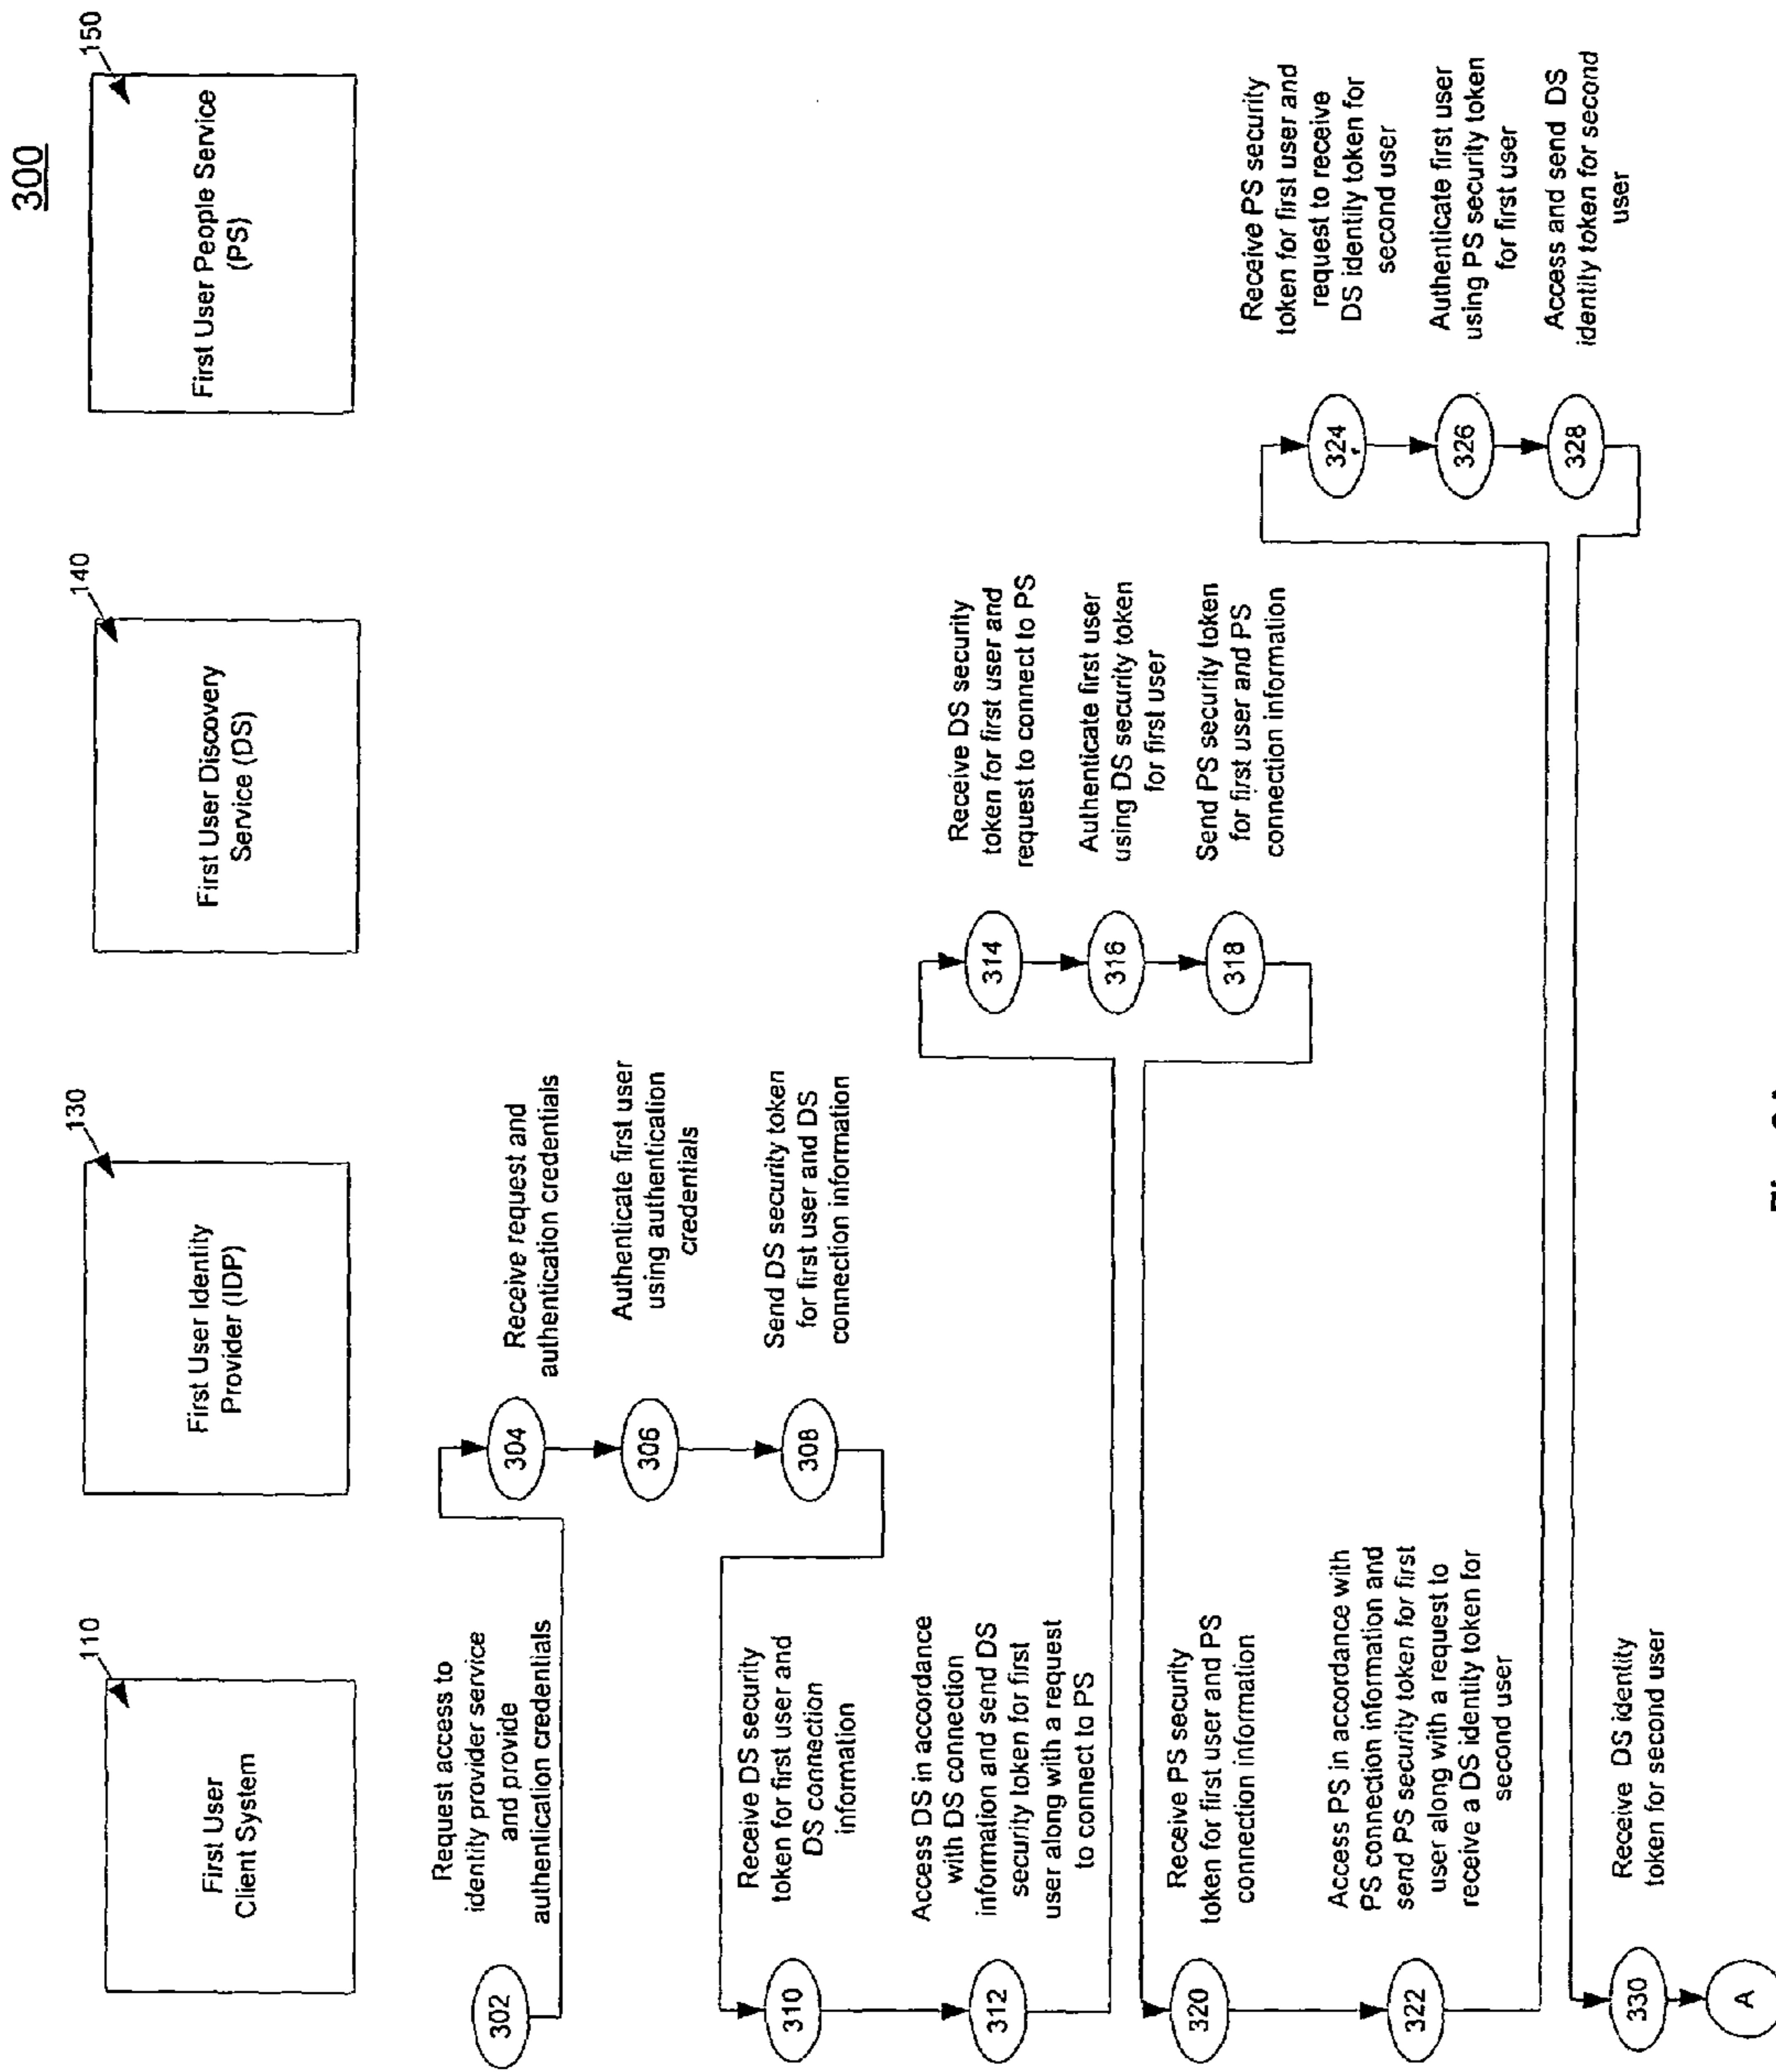 300
110
First User
Client System
130
First User Identity
Provider (IDP)
140
First User Discovery
Service (DS)
150
First User People Service
(PS)
302
Request access to
identity provider service
and provide
authentication credentials
304
Receive request and
authentication credentials
306
Authenticate first user
using authentication
credentials
308
Send DS security token
for first user and DS
connection information
310
Receive DS security
token for first user and
DS connection
information
312
Access DS in accordance
with DS connection
information and send DS
security token for first
user along with a request
to connect to PS
314
Receive DS security
token for first user and
request to connect to PS
316
Authenticate first user
using DS security token
for first user
318
Send PS security token
for first user and PS
connection information
320
Receive PS security
token for first user and PS
connection information
322
Access PS in accordance with
PS connection information and
send PS security token for first
user along with a request to
receive a DS identity token for
second user
324
Receive PS security
token for first user and
request to receive
DS identity token for
second user
326
Authenticate first user
using PS security token
for first user
328
Access and send DS
identity token for second
user
330
Receive DS identity
token for second user
A